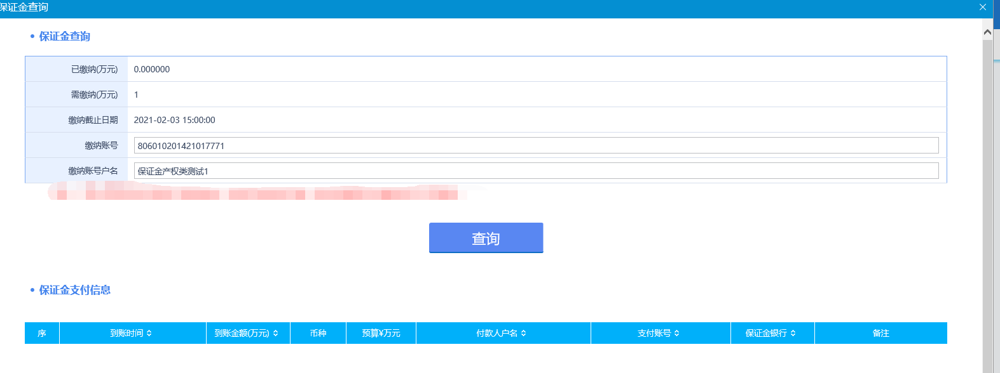 保证金查询
保证金查询
已缴纳(万元) 0.000000
需缴纳(万元) 1
缴纳截止日期 2021-02-03 15:00:00
缴纳账号 806010201421017771
缴纳账号户名 保证金产权类测试1
查询
保证金支付信息
序 到账时间 到账金额(万元) 币种 预算¥万元 付款人户名 支付账号 保证金银行 备注